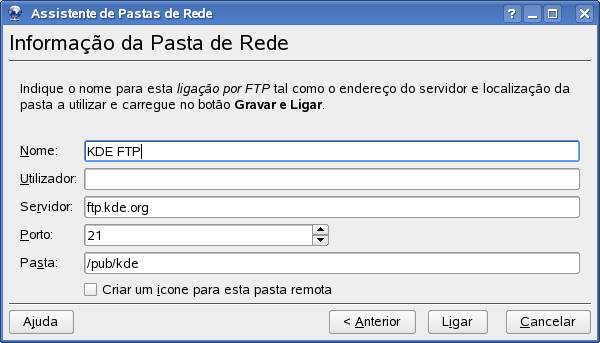 Assistente de Pastas de Rede
Informação da Pasta de Rede
Indique o nome para esta ligação por FTP tal como o endereço do servidor e localização da
pasta a utilizar e carregue no botão Gravar e Ligar.
Nome: KDE FTP
Utilizador:
Servidor: ftp.kde.org
Porto: 21
Pasta: /pub/kde
Criar um ícone para esta pasta remota
Ajuda < Anterior Ligar Cancelar